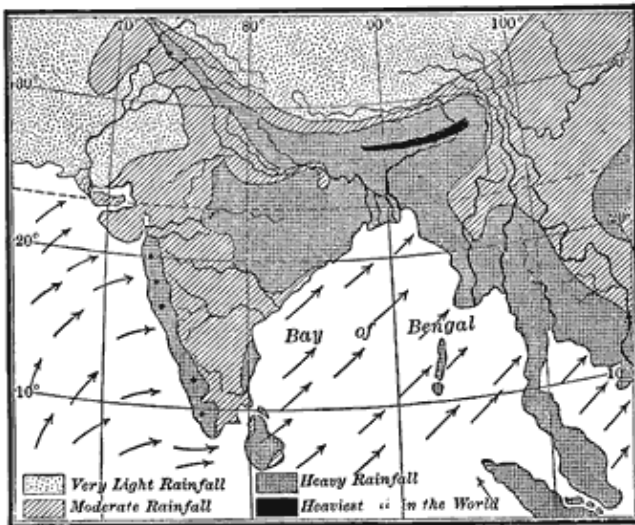 70° 80° 90° 100°
30°
20°
10°
Bay of Bengal
Very Light Rainfall
Moderate Rainfall
Heavy Rainfall
Heaviest in the World